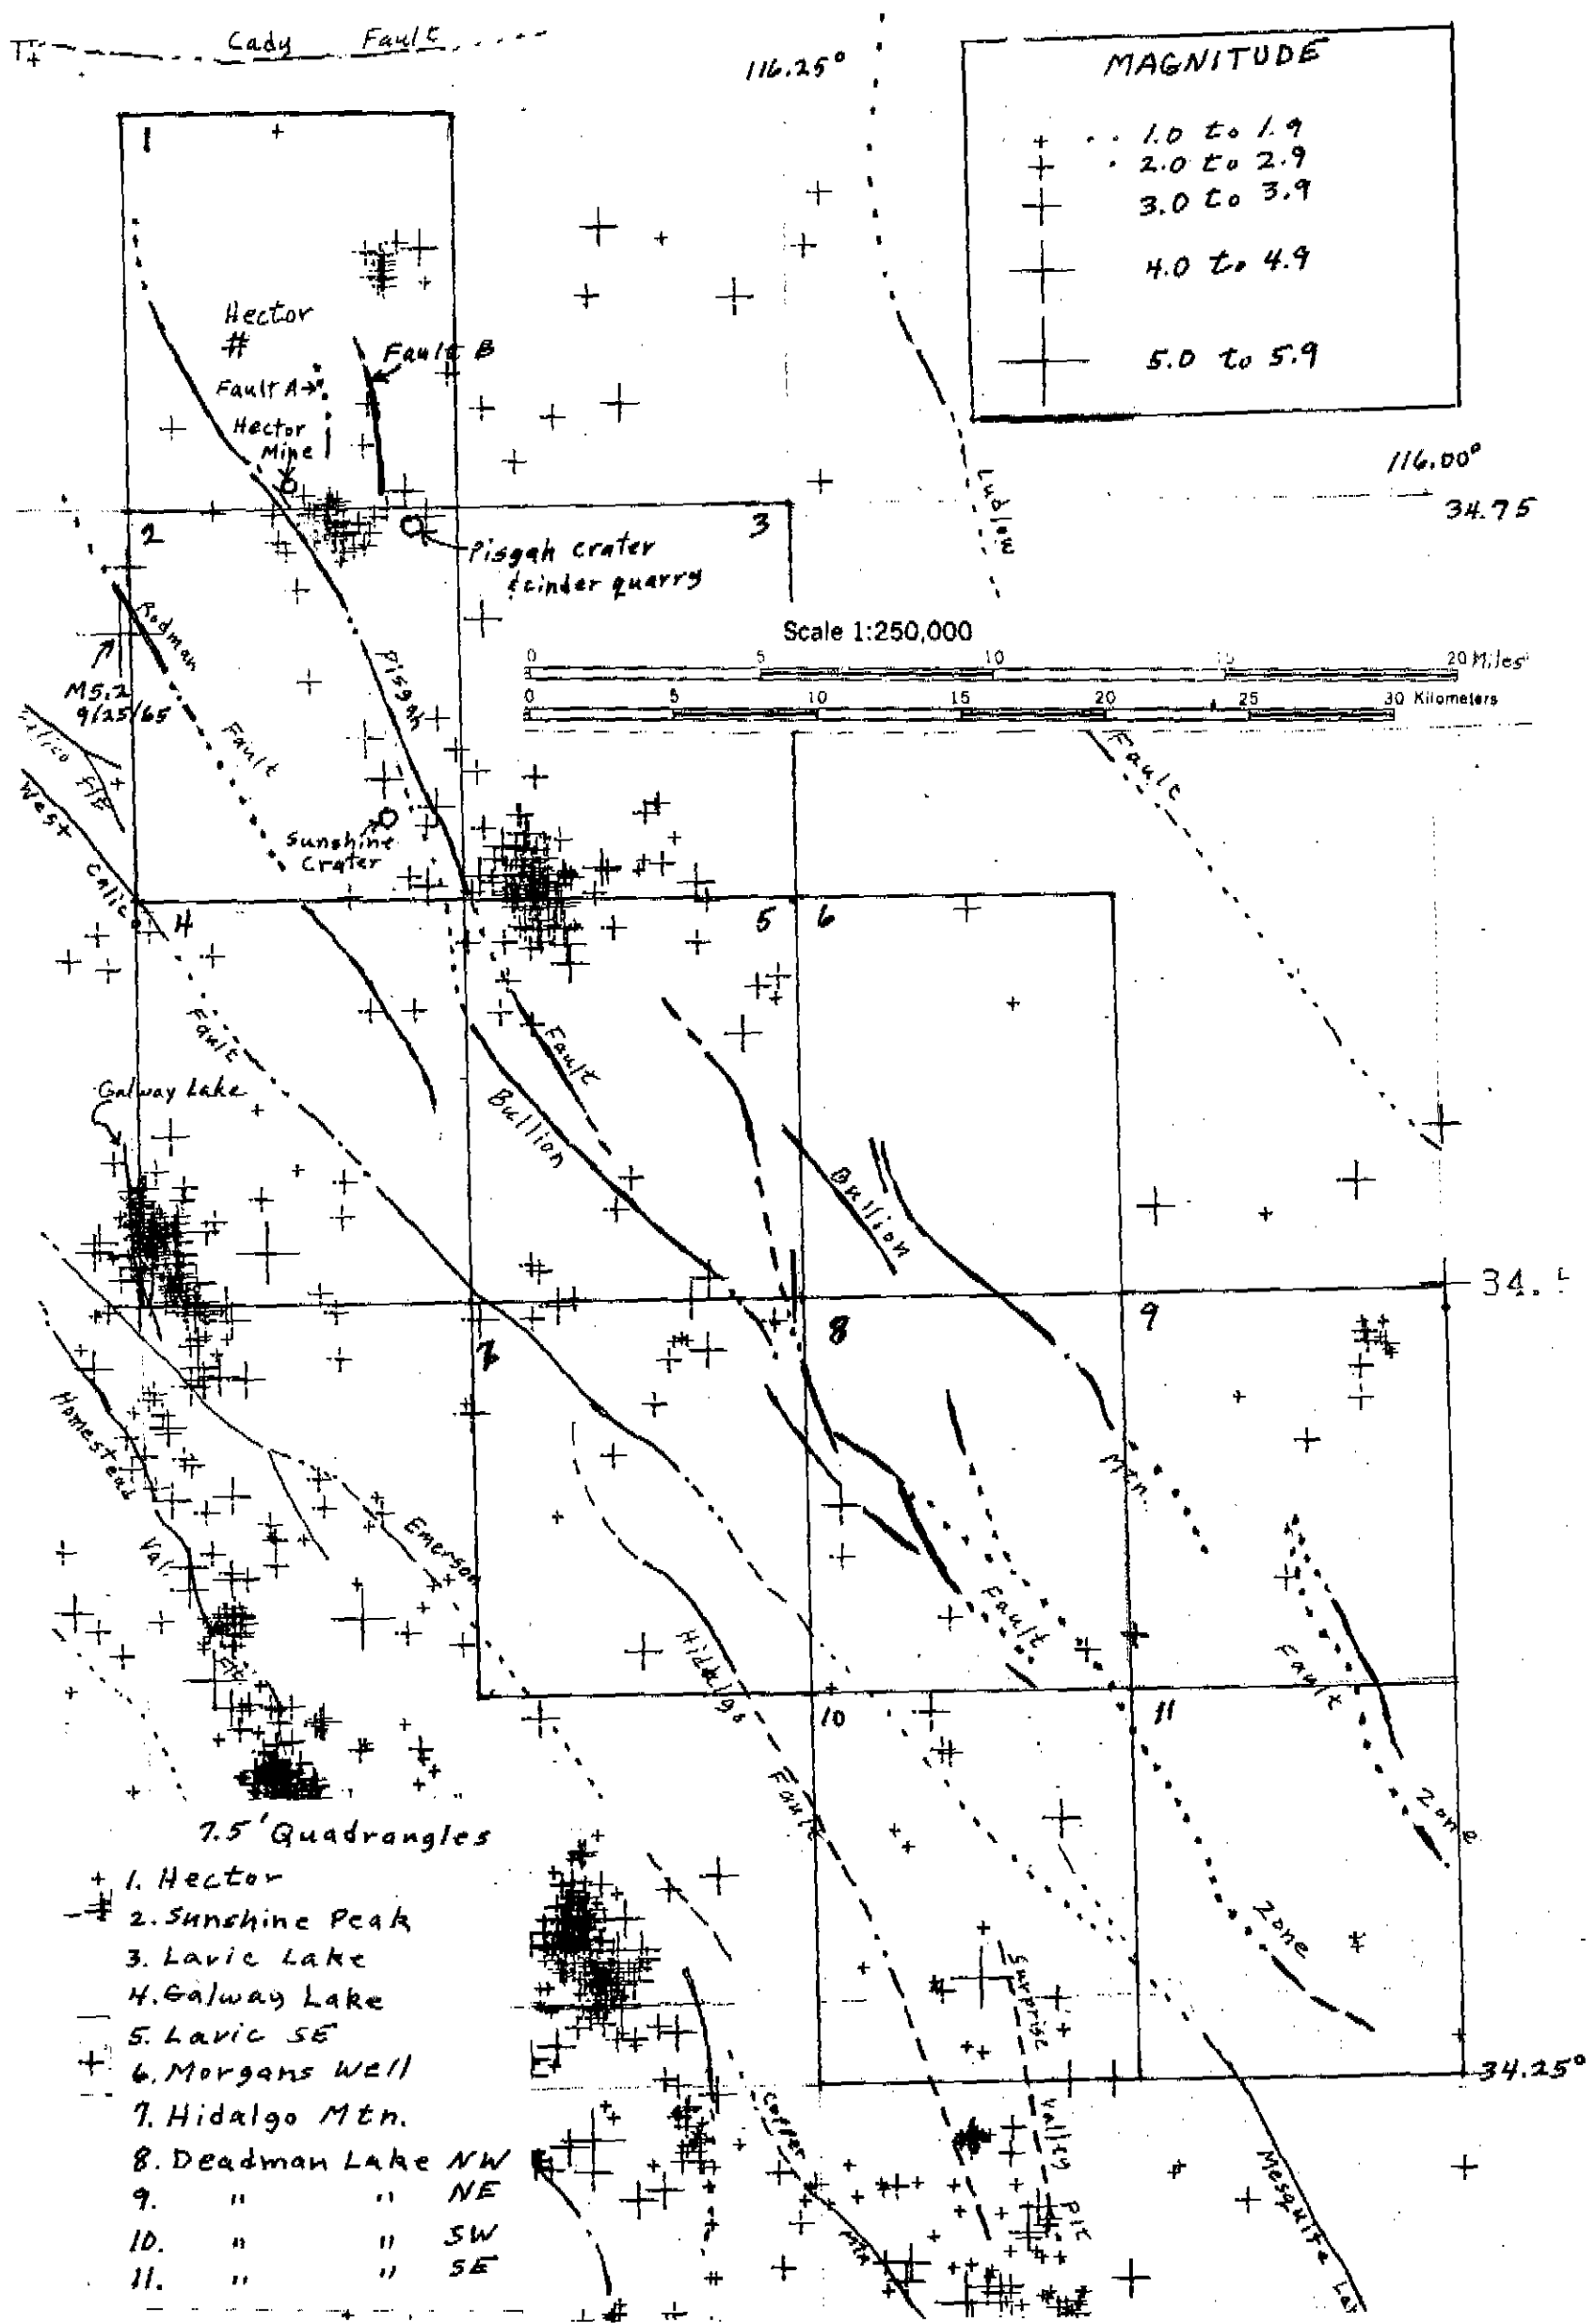 Cady Fault
116.25°
MAGNITUDE
1.0 to 1.9
2.0 to 2.9
3.0 to 3.9
4.0 to 4.9
5.0 to 5.9
1
Hector
#
Fault B
Fault A→
Hector
Mine
116.00°
34.75
Ludlow
2
3
Pisgah crater
& cinder quarry
Rodman
Scale 1:250,000
0 5 10 15 20 Miles
0 5 10 15 20 25 30 Kilometers
M5.2
9/25/65
Pisgah
Fault
Fault
West
Sunshine
Crater
Calico
4
5
6
Fault
Fault
Galway Lake
Bullion
Bullion
34.
7
8
9
Homestead
Mtn.
Val.
Emerson
Fault
Hidalgo
Fault
10
11
Fault
Zone
Zone
7.5' Quadrangles
1. Hector
2. Sunshine Peak
3. Lavic Lake
4. Galway Lake
5. Lavic SE
6. Morgans Well
7. Hidalgo Mtn.
8. Deadman Lake NW
9. " " NE
10. " " SW
11. " " SE
Surprise
Valley
34.25°
Copper
Mtn
Mesquite